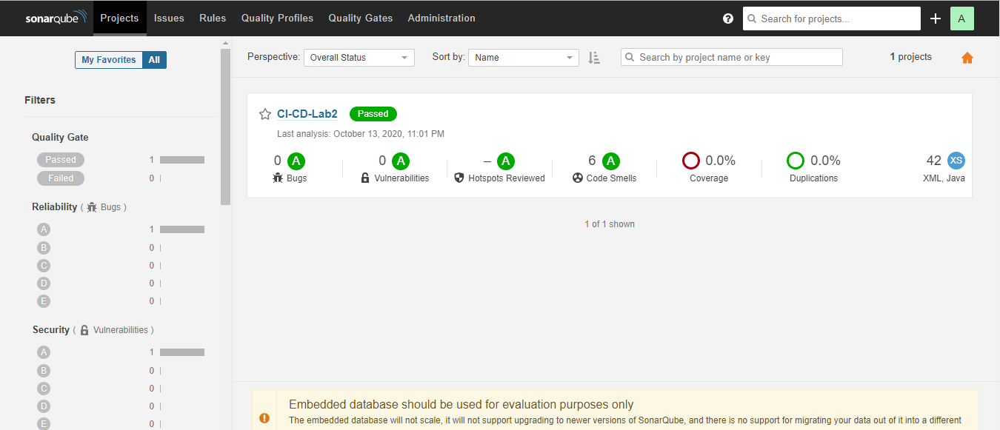 sonarqube Projects Issues Rules Quality Profiles Quality Gates Administration ? Search for projects... A
My Favorites All
Perspective: Overall Status Sort by: Name Search by project name or key 1 projects
Filters
Quality Gate
Passed 1
Failed 0
Reliability ( Bugs )
A 1
B 0
C 0
D 0
E 0
Security ( Vulnerabilities )
A 1
B 0
C 0
D 0
E 0
CI-CD-Lab2 Passed
Last analysis: October 13, 2020, 11:01 PM
0 A 0 A – A 6 A 0.0% 0.0% 42 XS
Bugs Vulnerabilities Hotspots Reviewed Code Smells Coverage Duplications XML, Java
1 of 1 shown
Embedded database should be used for evaluation purposes only
The embedded database will not scale, it will not support upgrading to newer versions of SonarQube, and there is no support for migrating your data out of it into a different